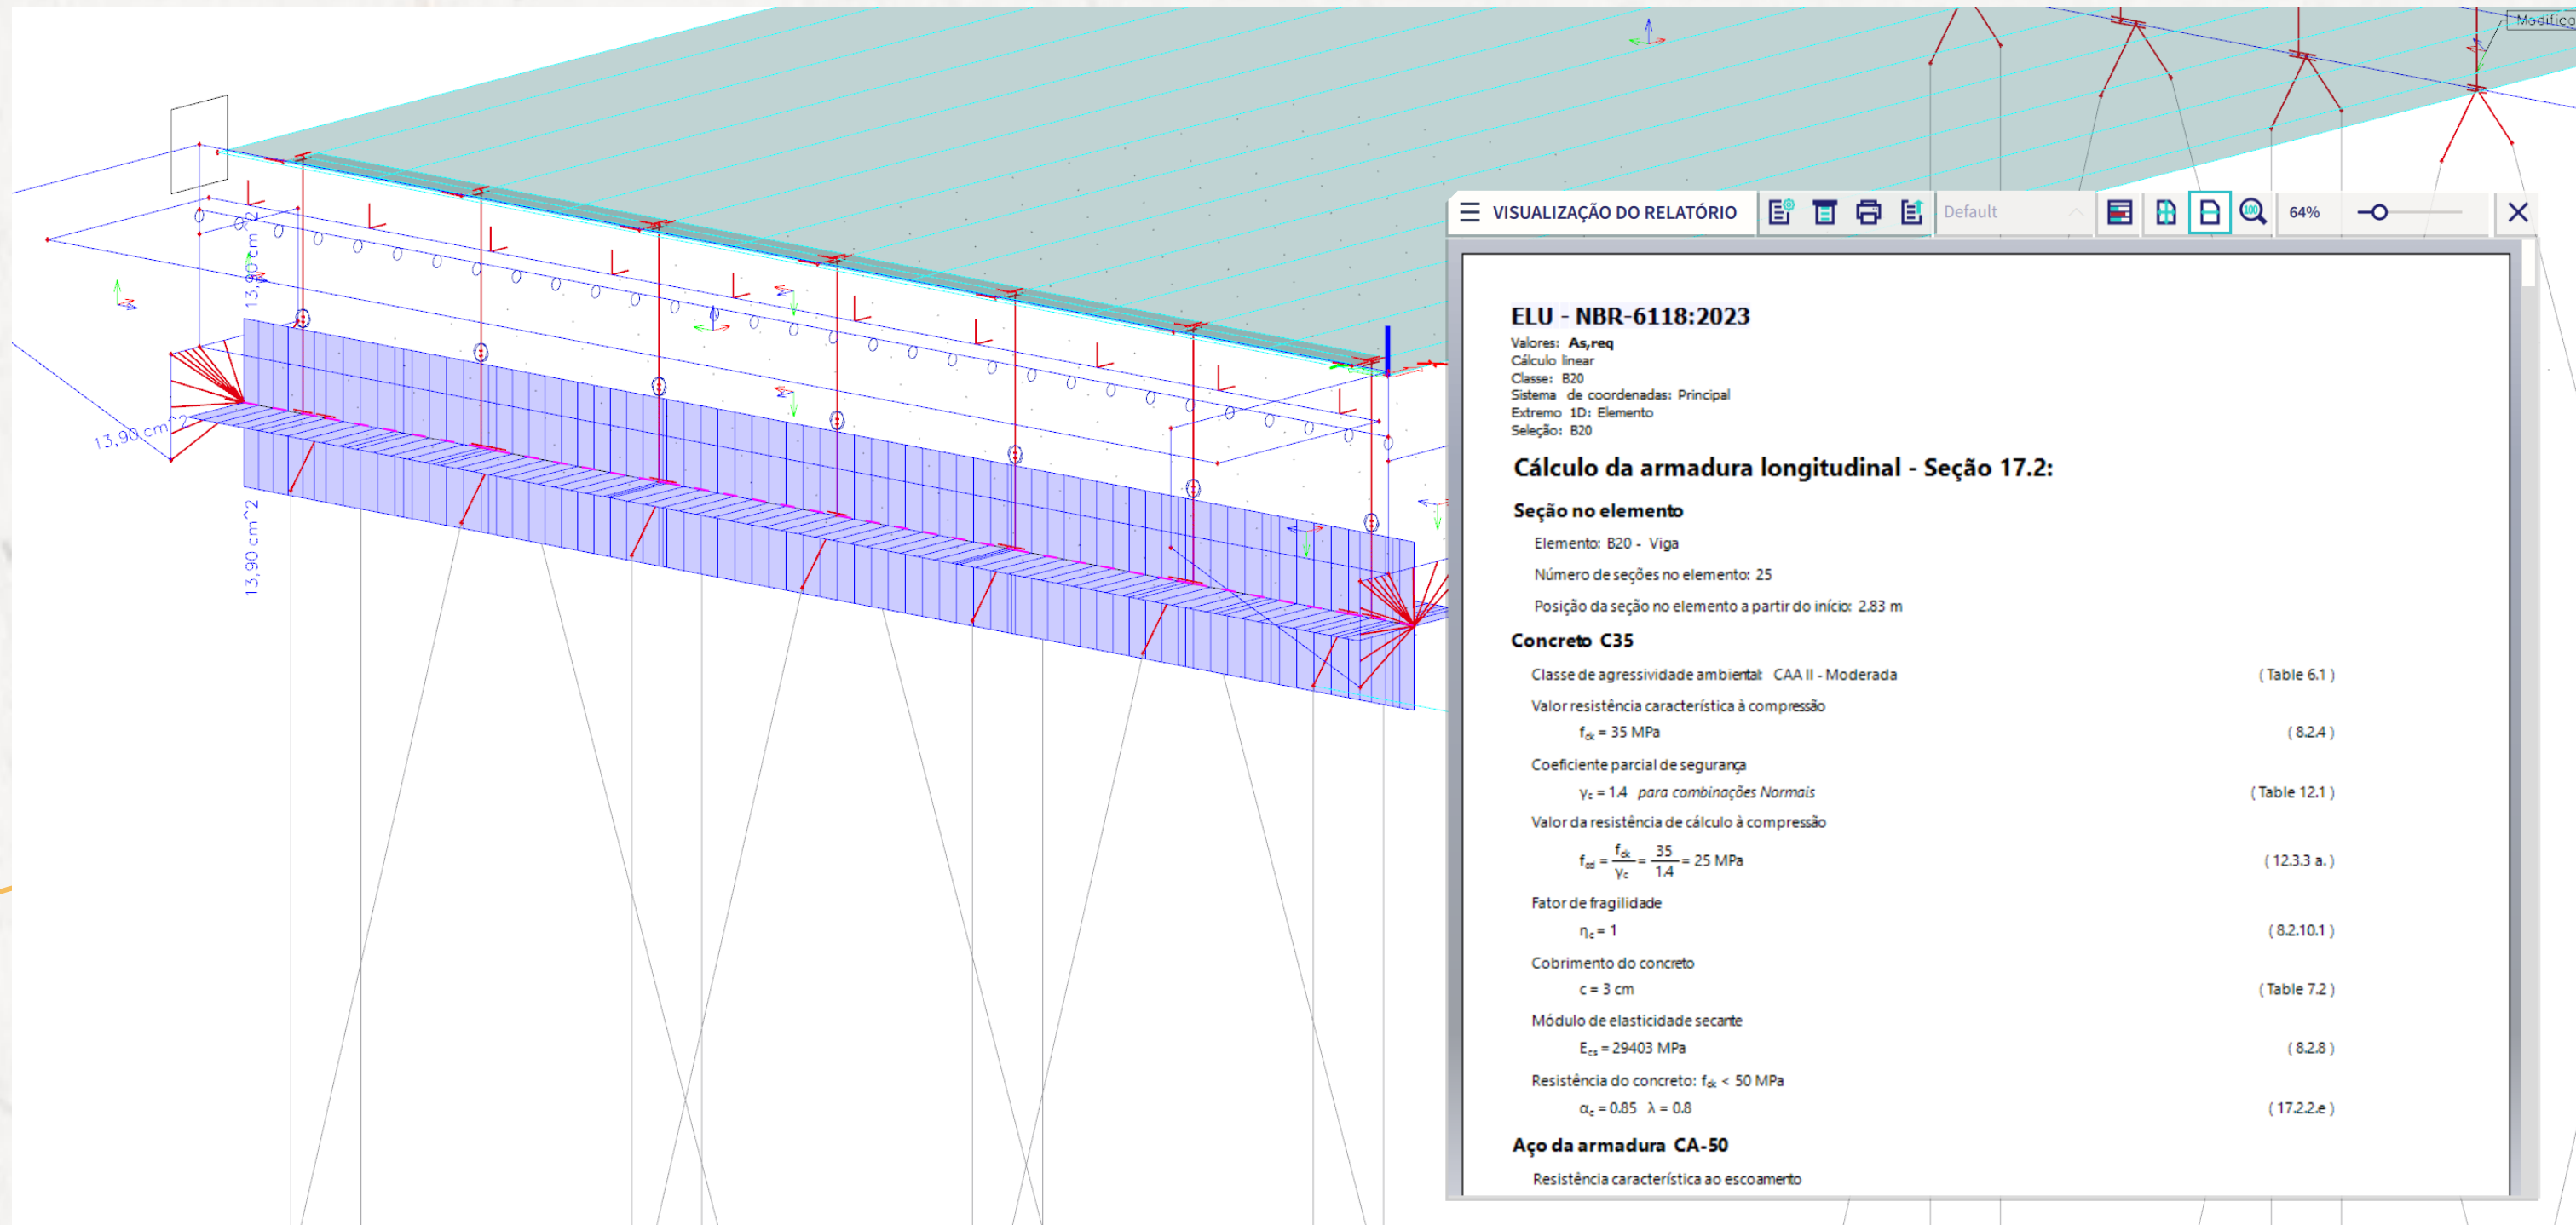 Modifico
13,90 cm^2
13,90 cm^2
13,90 cm^2
VISUALIZAÇÃO DO RELATÓRIO
Default
100
64%
ELU - NBR-6118:2023
Valores: As,req
Cálculo linear
Classe: B20
Sistema de coordenadas: Principal
Extremo 1D: Elemento
Seleção: B20
Cálculo da armadura longitudinal - Seção 17.2:
Seção no elemento
Elemento: B20 - Viga
Número de seções no elemento: 25
Posição da seção no elemento a partir do início: 2.83 m
Concreto C35
Classe de agressividade ambiental: CAA II - Moderada ( Table 6.1 )
Valor resistência característica à compressão
fck = 35 MPa ( 8.2.4 )
Coeficiente parcial de segurança
γc = 1.4 para combinações Normais ( Table 12.1 )
Valor da resistência de cálculo à compressão
fcd = fck / γc = 35 / 1.4 = 25 MPa ( 12.3.3 a. )
Fator de fragilidade
ηc = 1 ( 8.2.10.1 )
Cobrimento do concreto
c = 3 cm ( Table 7.2 )
Módulo de elasticidade secante
Ecs = 29403 MPa ( 8.2.8 )
Resistência do concreto: fck < 50 MPa
αc = 0.85 λ = 0.8 ( 17.2.2.e )
Aço da armadura CA-50
Resistência característica ao escoamento